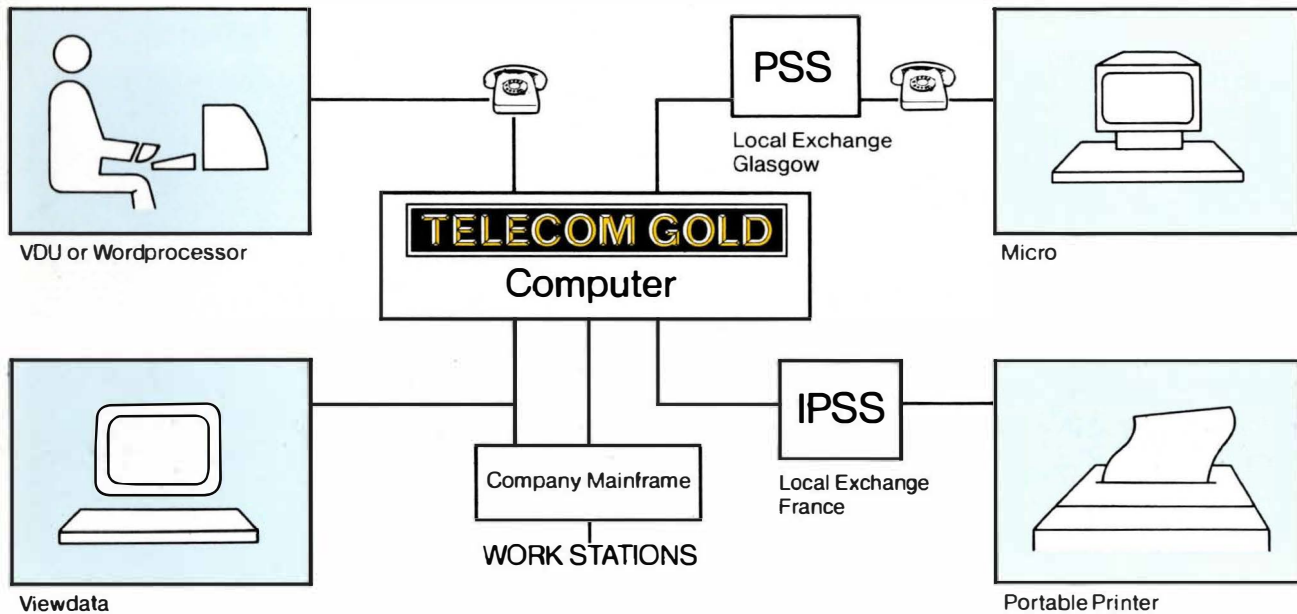 PSS
Local Exchange
Glasgow
VDU or Wordprocessor
TELECOM GOLD
Computer
Micro
Company Mainframe
WORK STATIONS
IPSS
Local Exchange
France
Viewdata
Portable Printer